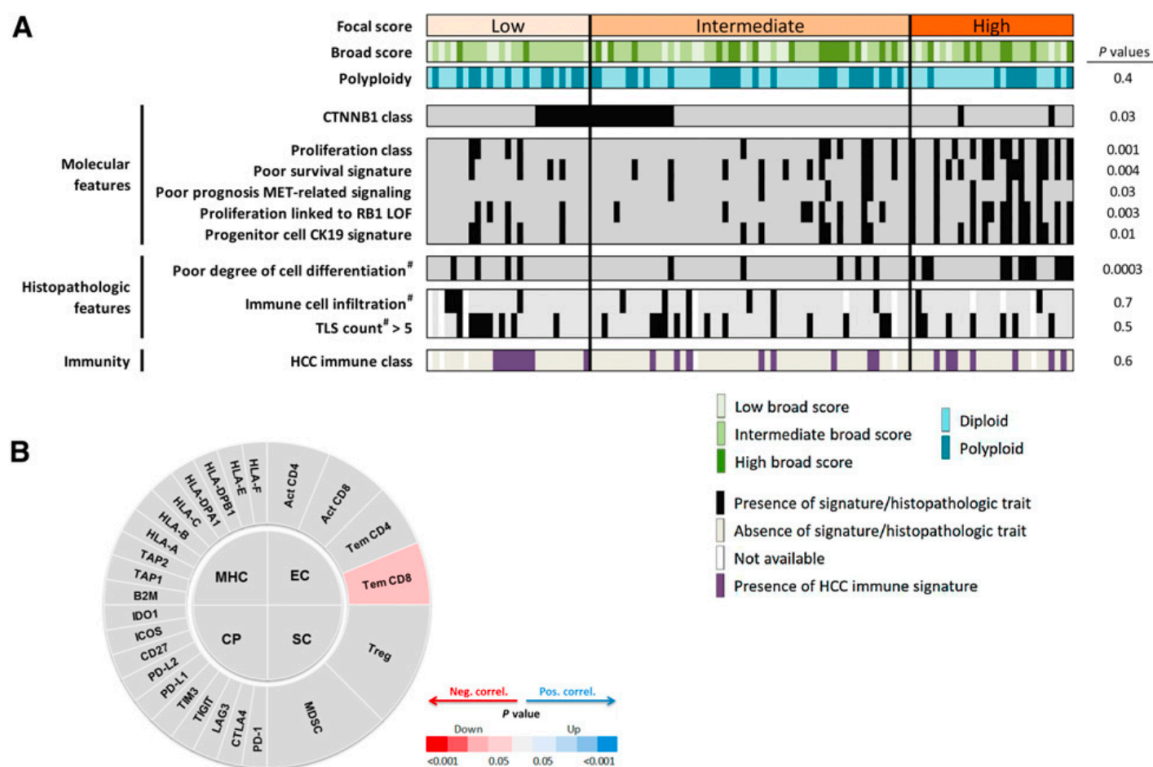 A
Focal score Low Intermediate High
Broad score
P values
Polyploidy 0.4
CTNNB1 class 0.03
Molecular features
Proliferation class 0.001
Poor survival signature 0.004
Poor prognosis MET-related signaling 0.03
Proliferation linked to RB1 LOF 0.003
Progenitor cell CK19 signature 0.01
Histopathologic features
Poor degree of cell differentiation# 0.0003
Immune cell infiltration# 0.7
TLS count# > 5 0.5
Immunity HCC immune class 0.6
Low broad score
Intermediate broad score
High broad score
Diploid
Polyploid
Presence of signature/histopathologic trait
Absence of signature/histopathologic trait
Not available
Presence of HCC immune signature
B
MHC
EC
CP
SC
Act CD4
Act CD8
Tem CD4
Tem CD8
Treg
MDSC
PD-1
CTLA4
LAG3
TIGIT
TIM3
PD-L1
PD-L2
CD27
ICOS
IDO1
B2M
TAP1
TAP2
HLA-A
HLA-B
HLA-C
HLA-DPA1
HLA-DPB1
HLA-E
HLA-F
Neg. correl. Pos. correl.
P value
Down Up
<0.001 0.05 0.05 <0.001